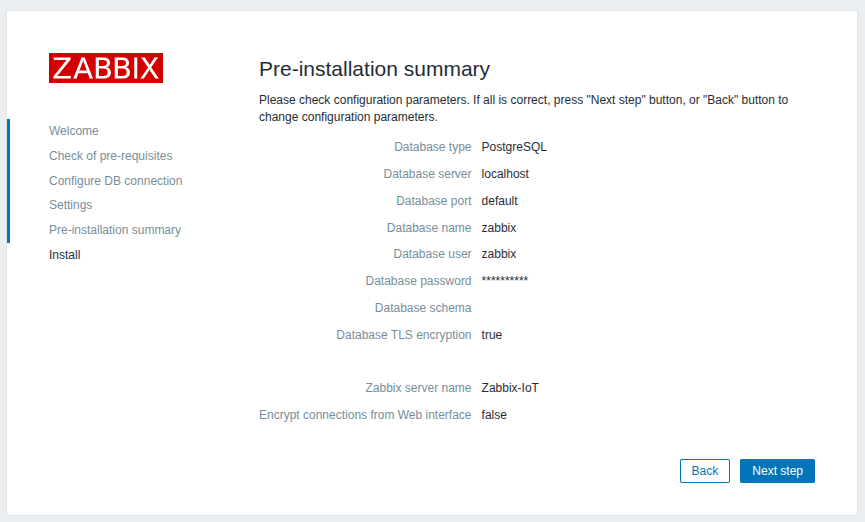 ZABBIX
Welcome
Check of pre-requisites
Configure DB connection
Settings
Pre-installation summary
Install
Pre-installation summary
Please check configuration parameters. If all is correct, press "Next step" button, or "Back" button to
change configuration parameters.
Database type PostgreSQL
Database server localhost
Database port default
Database name zabbix
Database user zabbix
Database password **********
Database schema
Database TLS encryption true
Zabbix server name Zabbix-IoT
Encrypt connections from Web interface false
Back Next step